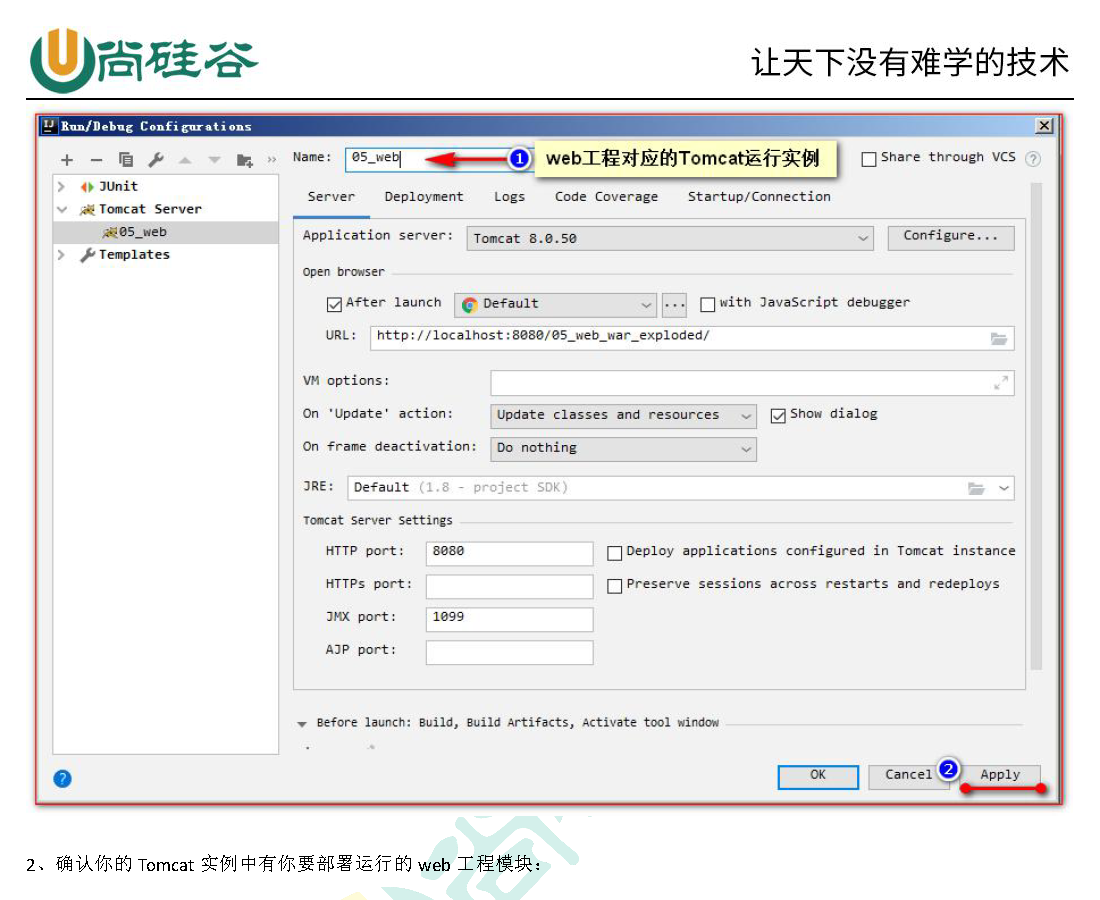 尚硅谷
让天下没有难学的技术
Run/Debug Configurations
Name: 05_web
1 web工程对应的Tomcat运行实例
Share through VCS ?
JUnit
Tomcat Server
05_web
Templates
Server Deployment Logs Code Coverage Startup/Connection
Application server: Tomcat 8.0.50 Configure...
Open browser
After launch Default ... with JavaScript debugger
URL: http://localhost:8080/05_web_war_exploded/
VM options:
On 'Update' action: Update classes and resources Show dialog
On frame deactivation: Do nothing
JRE: Default (1.8 - project SDK)
Tomcat Server Settings
HTTP port: 8080 Deploy applications configured in Tomcat instance
HTTPs port: Preserve sessions across restarts and redeploys
JMX port: 1099
AJP port:
Before launch: Build, Build Artifacts, Activate tool window
? OK Cancel 2 Apply
2、确认你的 Tomcat 实例中有你要部署运行的 web 工程模块：